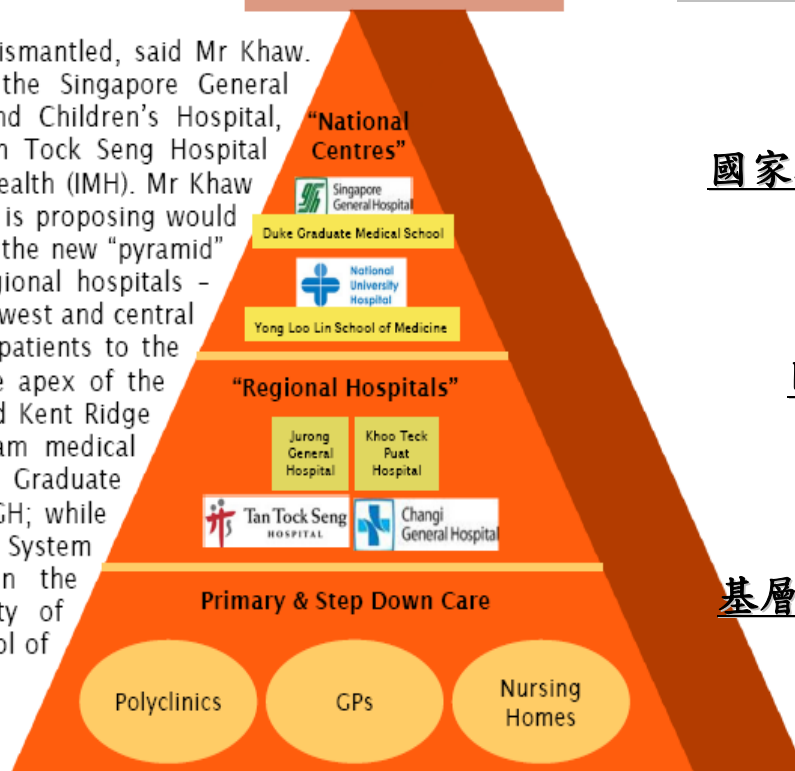 ismantled, said Mr Khaw.
the Singapore General
nd Children's Hospital,
n Tock Seng Hospital
ealth (IMH). Mr Khaw
is proposing would
the new “pyramid”
gional hospitals –
west and central
patients to the
e apex of the
d Kent Ridge
am medical
Graduate
GH; while
System
n the
ty of
ol of
“National
Centres”
Singapore
General Hospital
Duke Graduate Medical School
National
University
Hospital
Yong Loo Lin School of Medicine
“Regional Hospitals”
Jurong
General
Hospital
Khoo Teck
Puat
Hospital
Tan Tock Seng
HOSPITAL
Changi
General Hospital
Primary & Step Down Care
Polyclinics
GPs
Nursing
Homes
國家
基層